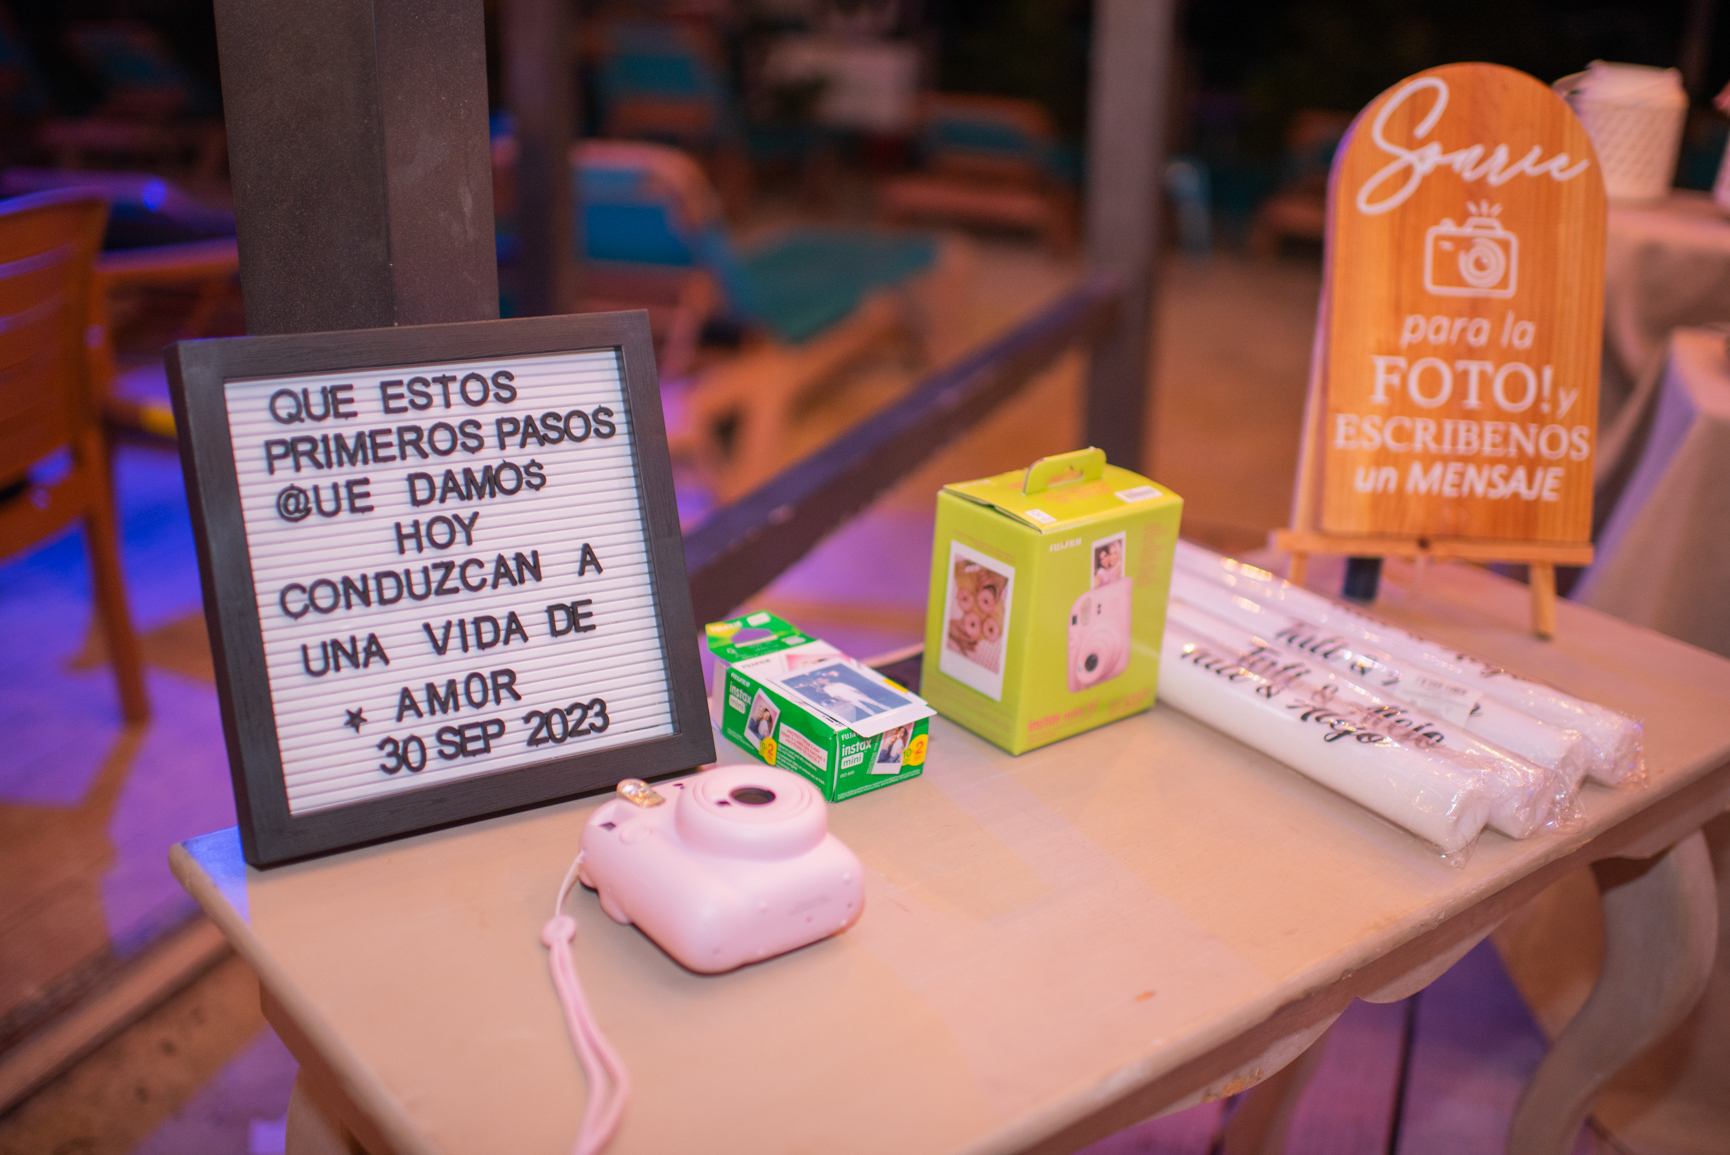 QUE ESTOS
PRIMEROS PASOS
@UE DAMOS
HOY
CONDUZCAN A
UNA VIDA DE
★ AMOR
30 SEP 2023
instax
mini
instax
mini
FUJIFILM
Sonríe
para la
FOTO! y
ESCRIBENOS
un MENSAJE